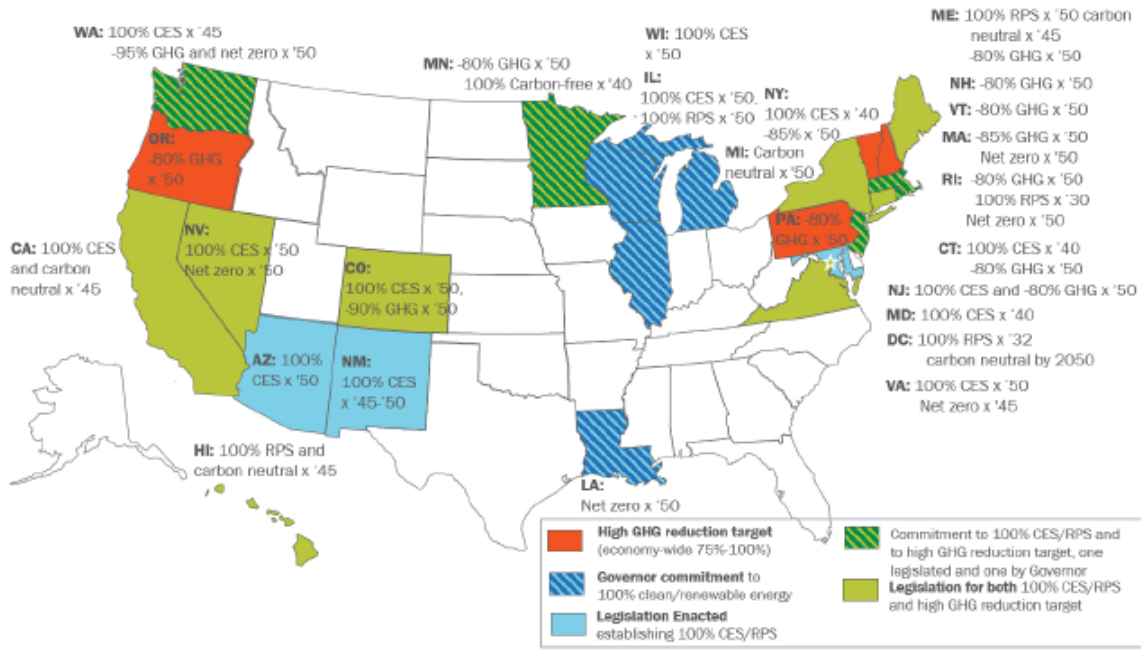 WA: 100% CES x '45
-95% GHG and net zero x '50
MN: -80% GHG x '50
100% Carbon-free x '40
WI: 100% CES
x '50
IL:
100% CES x '50,
100% RPS x '50
NY:
100% CES x '40
-85% x '50
MI: Carbon
neutral x '50
ME: 100% RPS x '50 carbon
neutral x '45
-80% GHG x '50
NH: -80% GHG x '50
VT: -80% GHG x '50
MA: -85% GHG x '50
Net zero x '50
RI: -80% GHG x '50
100% RPS x '30
Net zero x '50
CT: 100% CES x '40
-80% GHG x '50
NJ: 100% CES and -80% GHG x '50
MD: 100% CES x '40
DC: 100% RPS x '32
carbon neutral by 2050
VA: 100% CES x '50
Net zero x '45
OR:
-80% GHG
x '50
PA: -80%
GHG x '50
CA: 100% CES
and carbon
neutral x '45
NV:
100% CES x '50
Net zero x '50
CO:
100% CES x '50,
-90% GHG x '50
AZ: 100%
CES x '50
NM:
100% CES
x '45-'50
HI: 100% RPS and
carbon neutral x '45
LA:
Net zero x '50
High GHG reduction target
(economy-wide 75%-100%)
Governor commitment to
100% clean/renewable energy
Legislation Enacted
establishing 100% CES/RPS
Commitment to 100% CES/RPS and
to high GHG reduction target, one
legislated and one by Governor
Legislation for both 100% CES/RPS
and high GHG reduction target